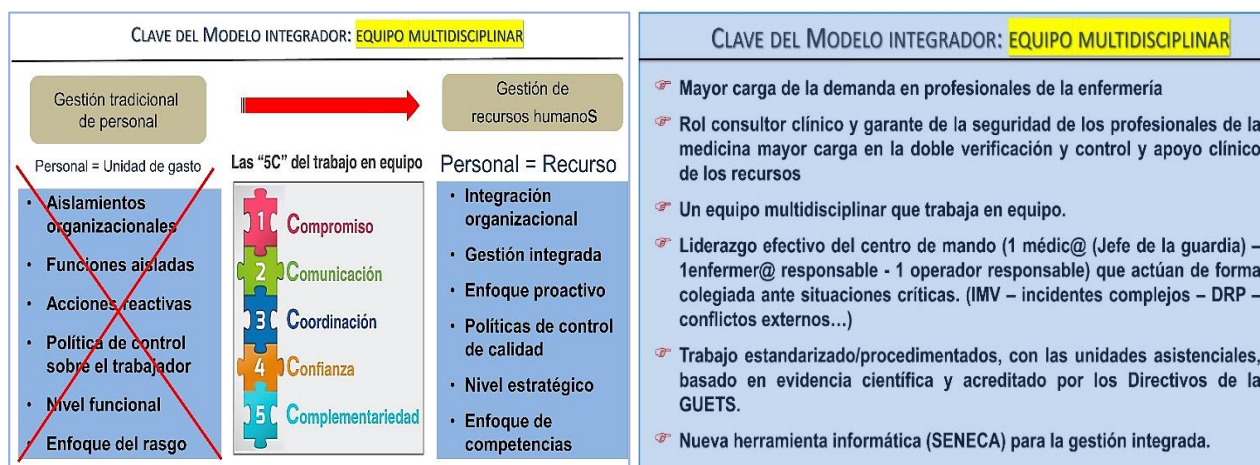 CLAVE DEL MODELO INTEGRADOR: EQUIPO MULTIDISCIPLINAR
Gestión tradicional
de personal
Gestión de
recursos humanoS
Personal = Unidad de gasto
• Aislamientos
organizacionales
• Funciones aisladas
• Acciones reactivas
• Política de control
sobre el trabajador
• Nivel funcional
• Enfoque del rasgo
Las "5C" del trabajo en equipo
1 Compromiso
2 Comunicación
3 Coordinación
4 Confianza
5 Complementariedad
Personal = Recurso
• Integración
organizacional
• Gestión integrada
• Enfoque proactivo
• Políticas de control
de calidad
• Nivel estratégico
• Enfoque de
competencias
CLAVE DEL MODELO INTEGRADOR: EQUIPO MULTIDISCIPLINAR
Mayor carga de la demanda en profesionales de la enfermería
Rol consultor clínico y garante de la seguridad de los profesionales de la
medicina mayor carga en la doble verificación y control y apoyo clínico
de los recursos
Un equipo multidisciplinar que trabaja en equipo.
Liderazgo efectivo del centro de mando (1 médic@ (Jefe de la guardia) –
1enfermer@ responsable - 1 operador responsable) que actúan de forma
colegiada ante situaciones críticas. (IMV – incidentes complejos – DRP –
conflictos externos...)
Trabajo estandarizado/procedimentados, con las unidades asistenciales,
basado en evidencia científica y acreditado por los Directivos de la
GUETS.
Nueva herramienta informática (SENECA) para la gestión integrada.